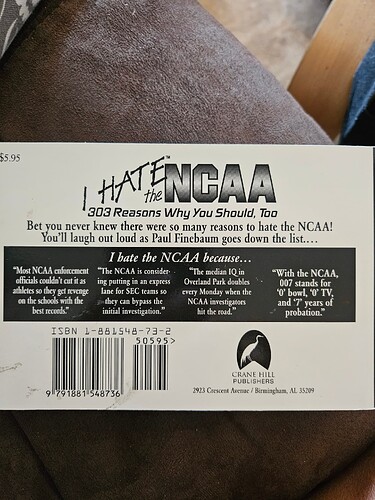 $5.95
I HATE™
the NCAA
303 Reasons Why You Should, Too
Bet you never knew there were so many reasons to hate the NCAA!
You'll laugh out loud as Paul Finebaum goes down the list....
I hate the NCAA because...
"Most NCAA enforcement
officials couldn't cut it as
athletes so they get revenge
on the schools with the
best records."
"The NCAA is consider-
ing putting in an express
lane for SEC teams so
they can bypass the
initial investigation."
"The median IQ in
Overland Park doubles
every Monday when the
NCAA investigators
hit the road."
"With the NCAA,
007 stands for
'0' bowl, '0' TV,
and '7' years of
probation."
ISBN 1-881548-73-2
50595>
9 791881 548736
CRANE HILL
PUBLISHERS
2923 Crescent Avenue / Birmingham, AL 35209